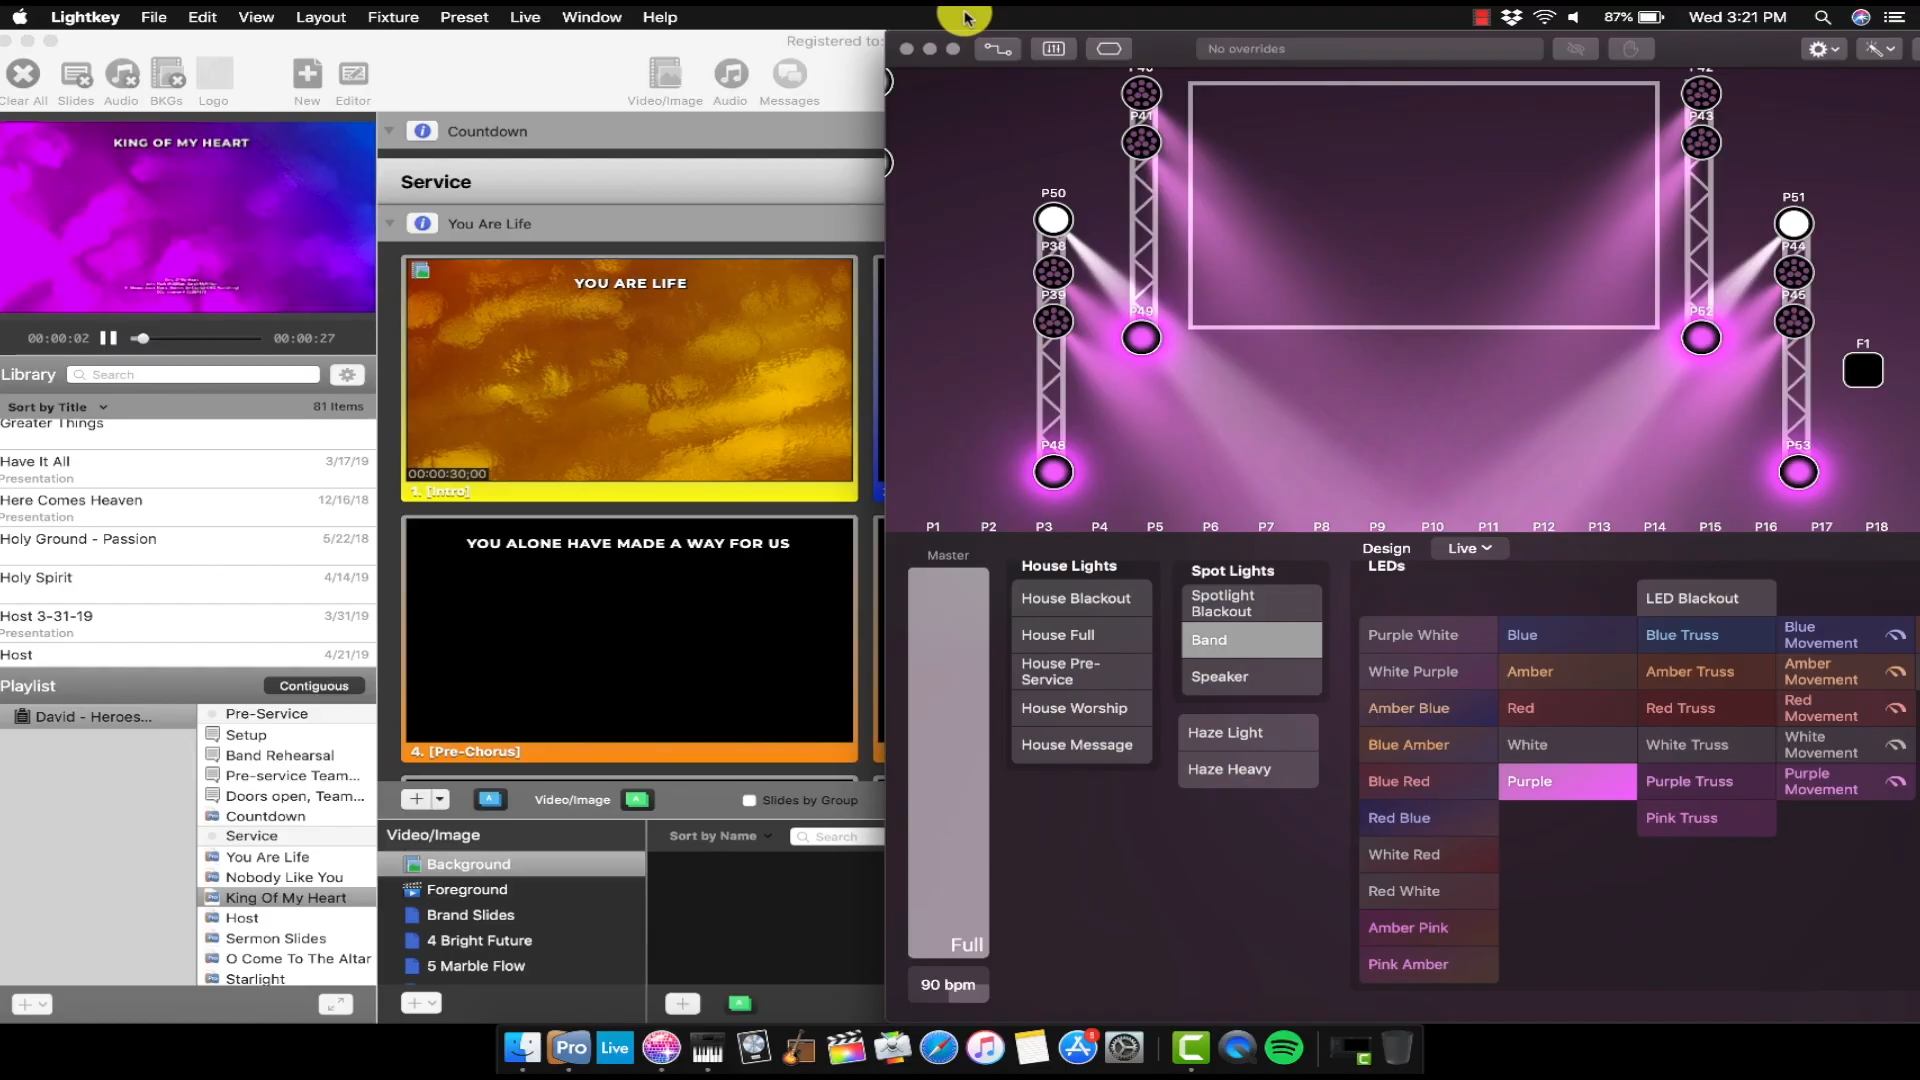 Lightkey File Edit View Layout Fixture Preset Live Window Help
87% Wed 3:21 PM
Registered to:
Clear All Slides Audio BKGs Logo New Editor Video/Image Audio Messages
KING OF MY HEART
00:00:02 00:00:27
Library Search
Sort by Title 81 Items
Greater Things
Have It All 3/17/19
Presentation
Here Comes Heaven 12/16/18
Presentation
Holy Ground - Passion 5/22/18
Holy Spirit 4/14/19
Host 3-31-19 3/31/19
Presentation
Host 4/21/19
Playlist Contiguous
David - Heroes...
Pre-Service
Setup
Band Rehearsal
Pre-service Team...
Doors open, Team...
Countdown
Service
You Are Life
Nobody Like You
King Of My Heart
Host
Sermon Slides
O Come To The Altar
Starlight
Countdown
Service
You Are Life
YOU ARE LIFE
00:00:30;00
1. [Intro]
YOU ALONE HAVE MADE A WAY FOR US
4. [Pre-Chorus]
Video/Image Slides by Group
Video/Image Sort by Name Search
Background
Foreground
Brand Slides
4 Bright Future
5 Marble Flow
No overrides
P41 P43
P50 P51
P38 P44
P39 P45
P49 P52
F1
P48 P53
P1 P2 P3 P4 P5 P6 P7 P8 P9 P10 P11 P12 P13 P14 P15 P16 P17 P18
Master
Full
90 bpm
House Lights
House Blackout
House Full
House Pre-
Service
House Worship
House Message
Spot Lights
Spotlight
Blackout
Band
Speaker
Haze Light
Haze Heavy
Design Live
LEDs
LED Blackout
Purple White Blue Blue Truss Blue
Movement
White Purple Amber Amber Truss Amber
Movement
Amber Blue Red Red Truss Red
Movement
Blue Amber White White Truss White
Movement
Blue Red Purple Purple Truss Purple
Movement
Red Blue Pink Truss
White Red
Red White
Amber Pink
Pink Amber
Pro Live